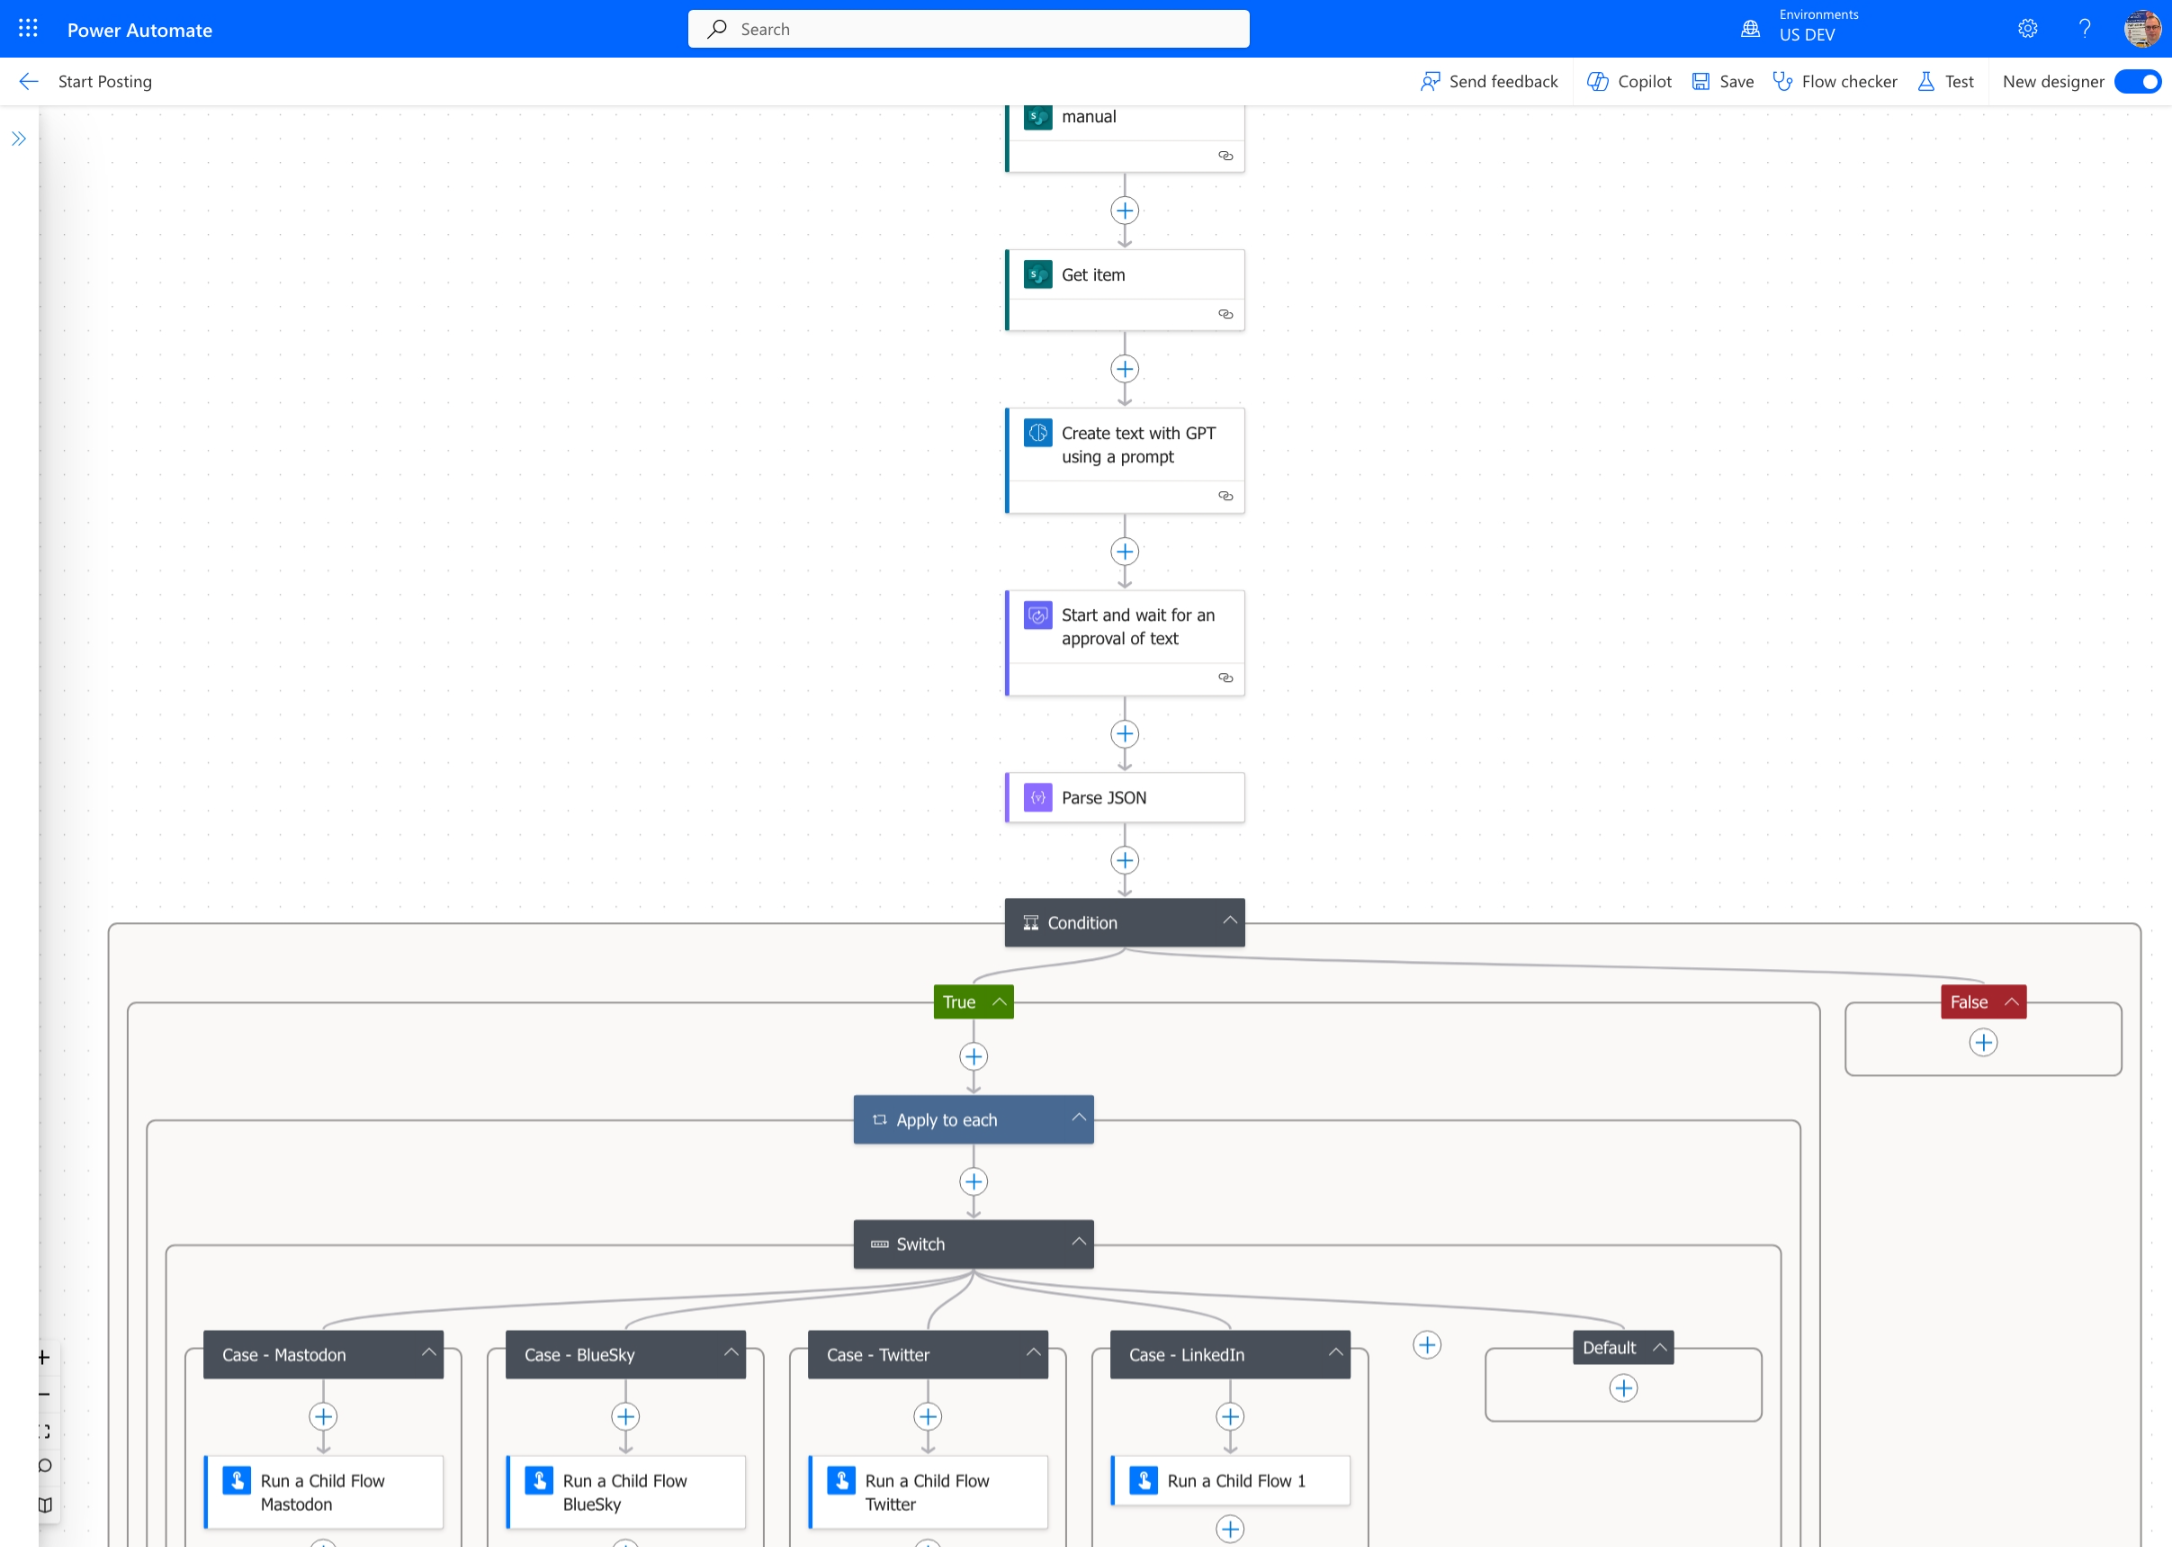 Power Automate
Search
Environments
US DEV
?
Start Posting
Send feedback
Copilot
Save
Flow checker
Test
New designer
manual
Get item
Create text with GPT
using a prompt
Start and wait for an
approval of text
Parse JSON
Condition
True
False
Apply to each
Switch
Case - Mastodon
Case - BlueSky
Case - Twitter
Case - LinkedIn
Default
Run a Child Flow
Mastodon
Run a Child Flow
BlueSky
Run a Child Flow
Twitter
Run a Child Flow 1